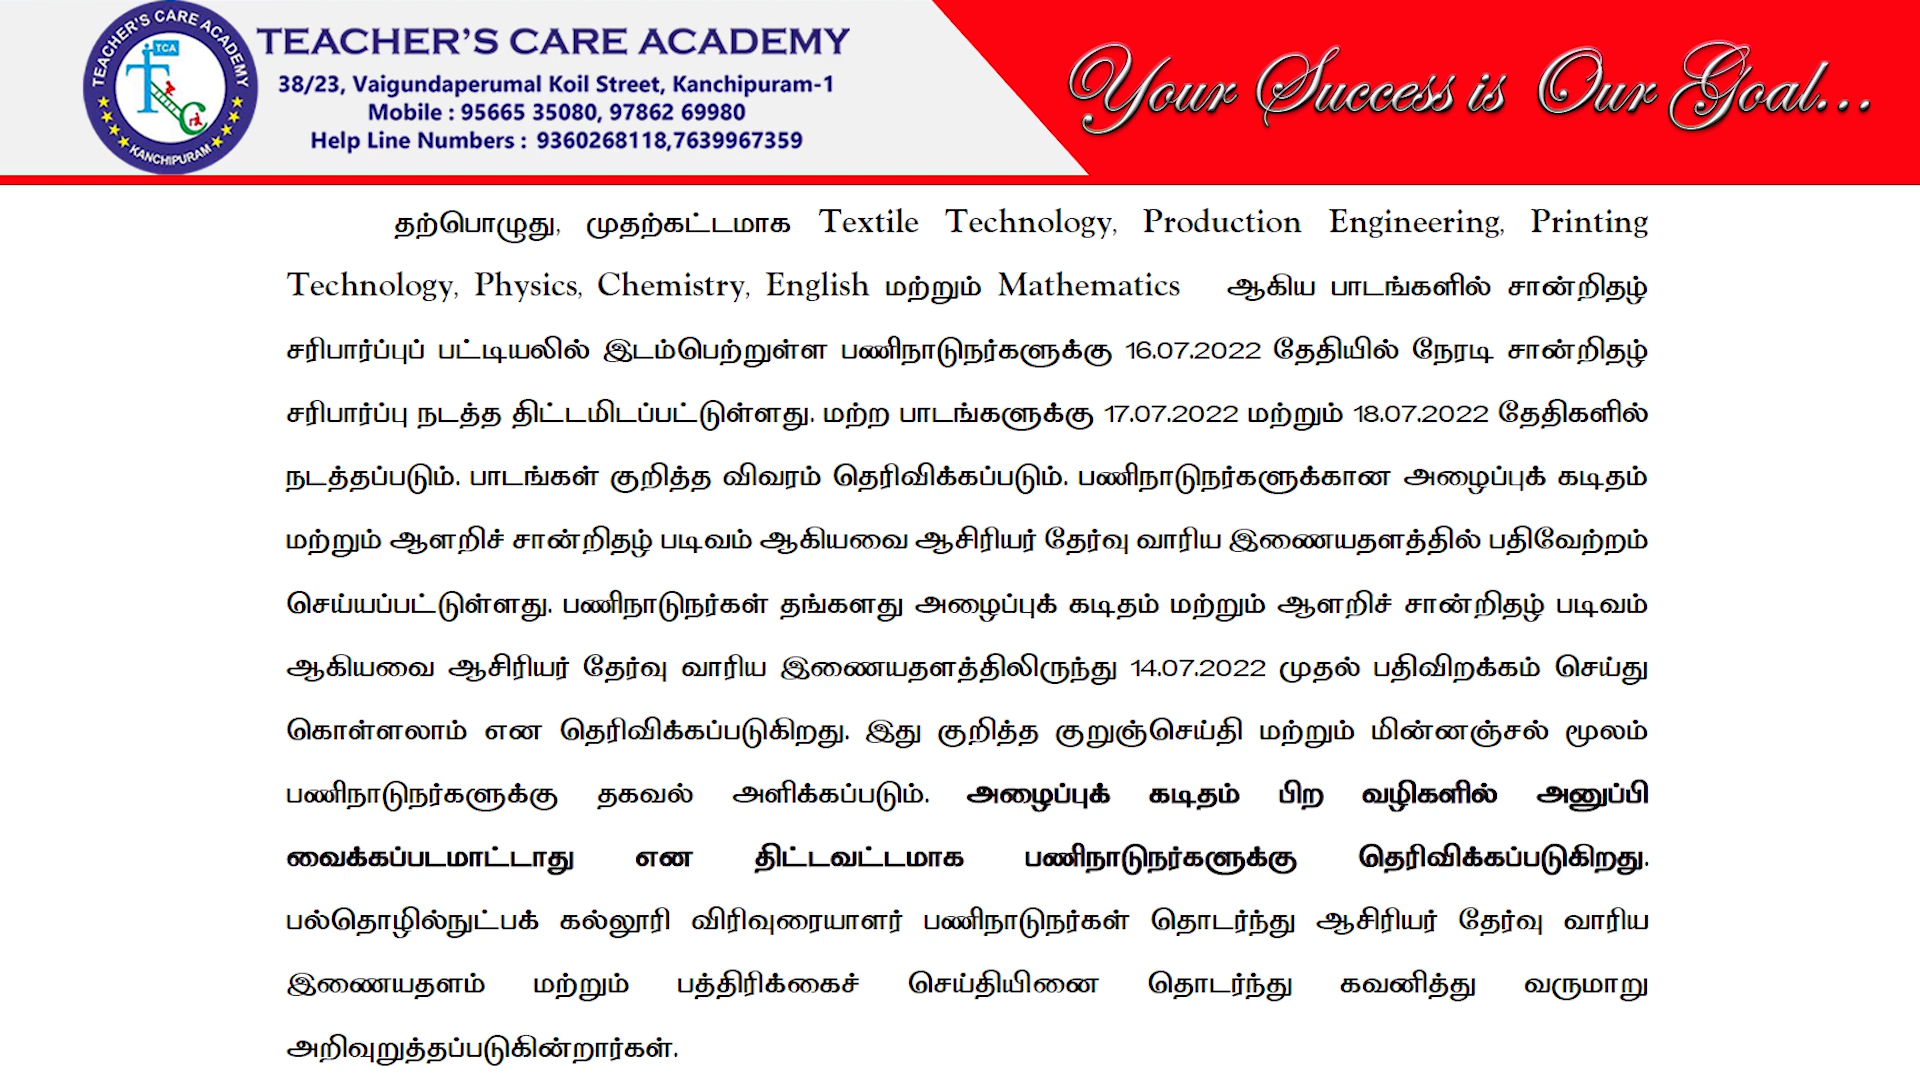 TEACHER'S CARE ACADEMY
TCA
KANCHIPURAM
TEACHER'S CARE ACADEMY
38/23, Vaigundaperumal Koil Street, Kanchipuram-1
Mobile : 95665 35080, 97862 69980
Help Line Numbers : 9360268118,7639967359
Your Success is Our Goal...
தற்பொழுது, முதற்கட்டமாக Textile Technology, Production Engineering, Printing
Technology, Physics, Chemistry, English மற்றும் Mathematics ஆகிய பாடங்களில் சான்றிதழ்
சரிபார்ப்புப் பட்டியலில் இடம்பெற்றுள்ள பணிநாடுநர்களுக்கு 16.07.2022 தேதியில் நேரடி சான்றிதழ்
சரிபார்ப்பு நடத்த திட்டமிடப்பட்டுள்ளது. மற்ற பாடங்களுக்கு 17.07.2022 மற்றும் 18.07.2022 தேதிகளில்
நடத்தப்படும். பாடங்கள் குறித்த விவரம் தெரிவிக்கப்படும். பணிநாடுநர்களுக்கான அழைப்புக் கடிதம்
மற்றும் ஆளறிச் சான்றிதழ் படிவம் ஆகியவை ஆசிரியர் தேர்வு வாரிய இணையதளத்தில் பதிவேற்றம்
செய்யப்பட்டுள்ளது. பணிநாடுநர்கள் தங்களது அழைப்புக் கடிதம் மற்றும் ஆளறிச் சான்றிதழ் படிவம்
ஆகியவை ஆசிரியர் தேர்வு வாரிய இணையதளத்திலிருந்து 14.07.2022 முதல் பதிவிறக்கம் செய்து
கொள்ளலாம் என தெரிவிக்கப்படுகிறது. இது குறித்த குறுஞ்செய்தி மற்றும் மின்னஞ்சல் மூலம்
பணிநாடுநர்களுக்கு தகவல் அளிக்கப்படும். அழைப்புக் கடிதம் பிற வழிகளில் அனுப்பி
வைக்கப்படமாட்டாது என திட்டவட்டமாக பணிநாடுநர்களுக்கு தெரிவிக்கப்படுகிறது.
பல்தொழில்நுட்பக் கல்லூரி விரிவுரையாளர் பணிநாடுநர்கள் தொடர்ந்து ஆசிரியர் தேர்வு வாரிய
இணையதளம் மற்றும் பத்திரிக்கைச் செய்தியினை தொடர்ந்து கவனித்து வருமாறு
அறிவுறுத்தப்படுகின்றார்கள்.